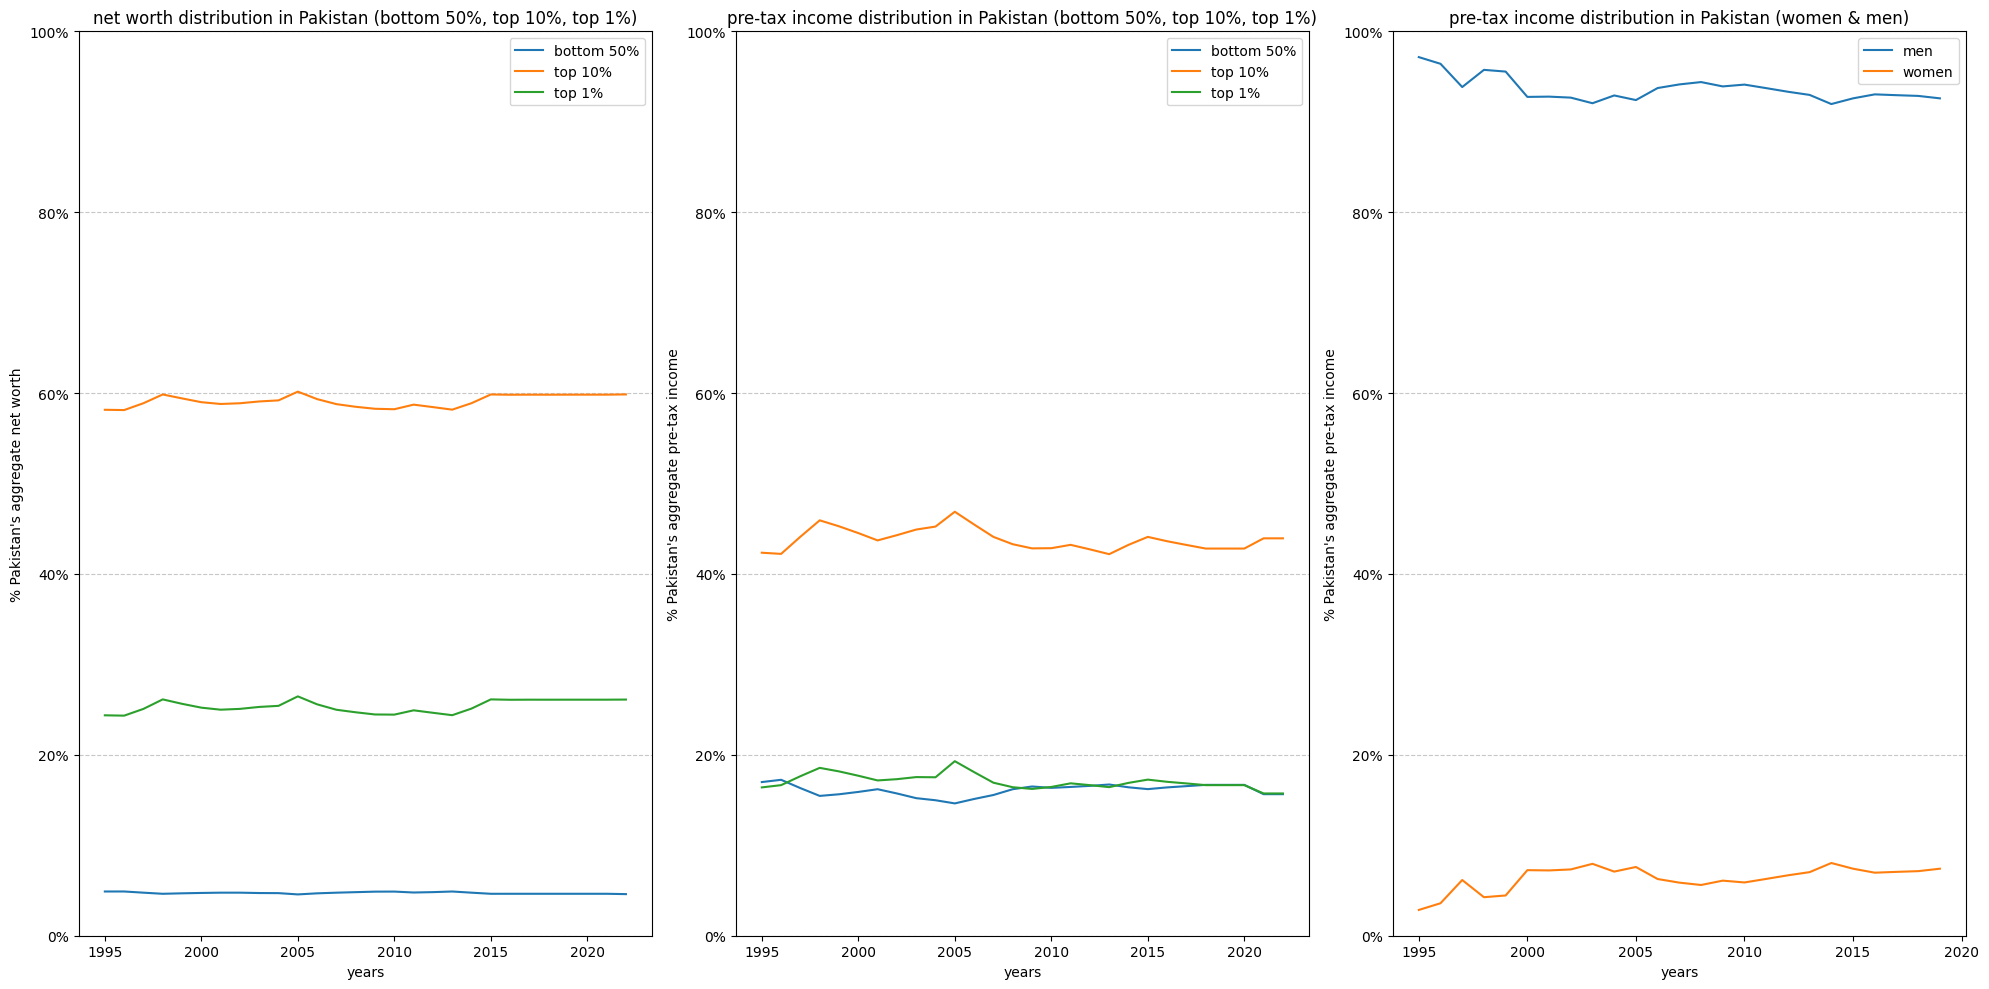 net worth distribution in Pakistan (bottom 50%, top 10%, top 1%)
100%
80%
60%
40%
20%
0%
% Pakistan's aggregate net worth
bottom 50%
top 10%
top 1%
1995 2000 2005 2010 2015 2020
years
pre-tax income distribution in Pakistan (bottom 50%, top 10%, top 1%)
100%
80%
60%
40%
20%
0%
% Pakistan's aggregate pre-tax income
bottom 50%
top 10%
top 1%
1995 2000 2005 2010 2015 2020
years
pre-tax income distribution in Pakistan (women & men)
100%
80%
60%
40%
20%
0%
% Pakistan's aggregate pre-tax income
men
women
1995 2000 2005 2010 2015 2020
years